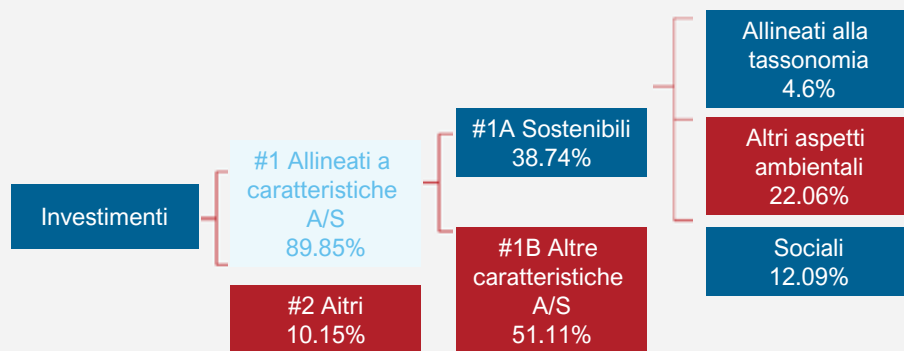 Investimenti
#1 Allineati a
caratteristiche
A/S
89.85%
#2 Aitri
10.15%
#1A Sostenibili
38.74%
#1B Altre
caratteristiche
A/S
51.11%
Allineati alla
tassonomia
4.6%
Altri aspetti
ambientali
22.06%
Sociali
12.09%